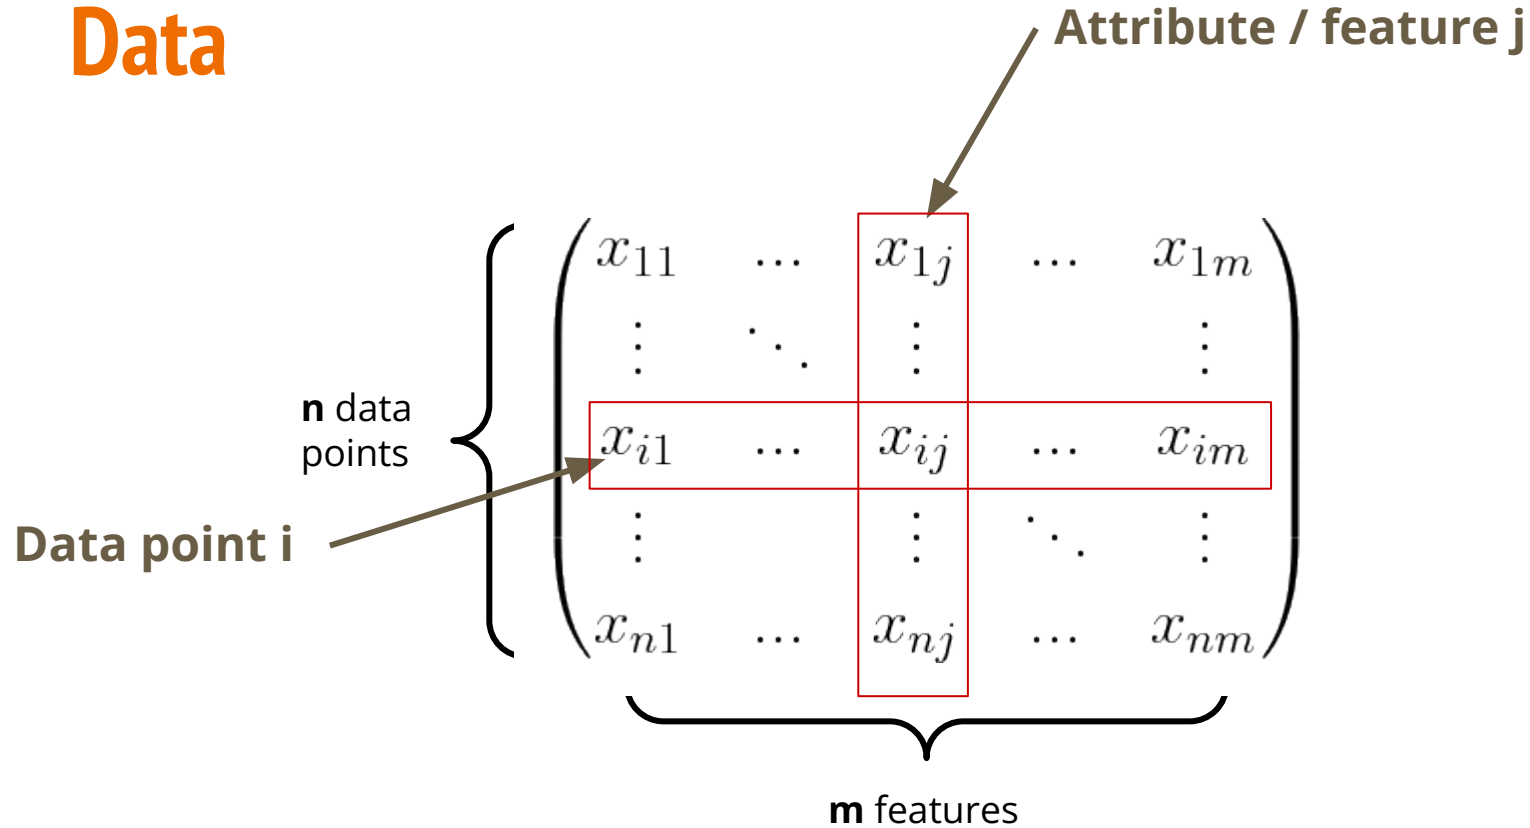 Data
Attribute / feature j
x_{11} ... x_{1j} ... x_{1m}
⋮ ⋱ ⋮ ⋮
n data
points
x_{i1} ... x_{ij} ... x_{im}
Data point i
⋮ ⋮ ⋱ ⋮
x_{n1} ... x_{nj} ... x_{nm}
m features